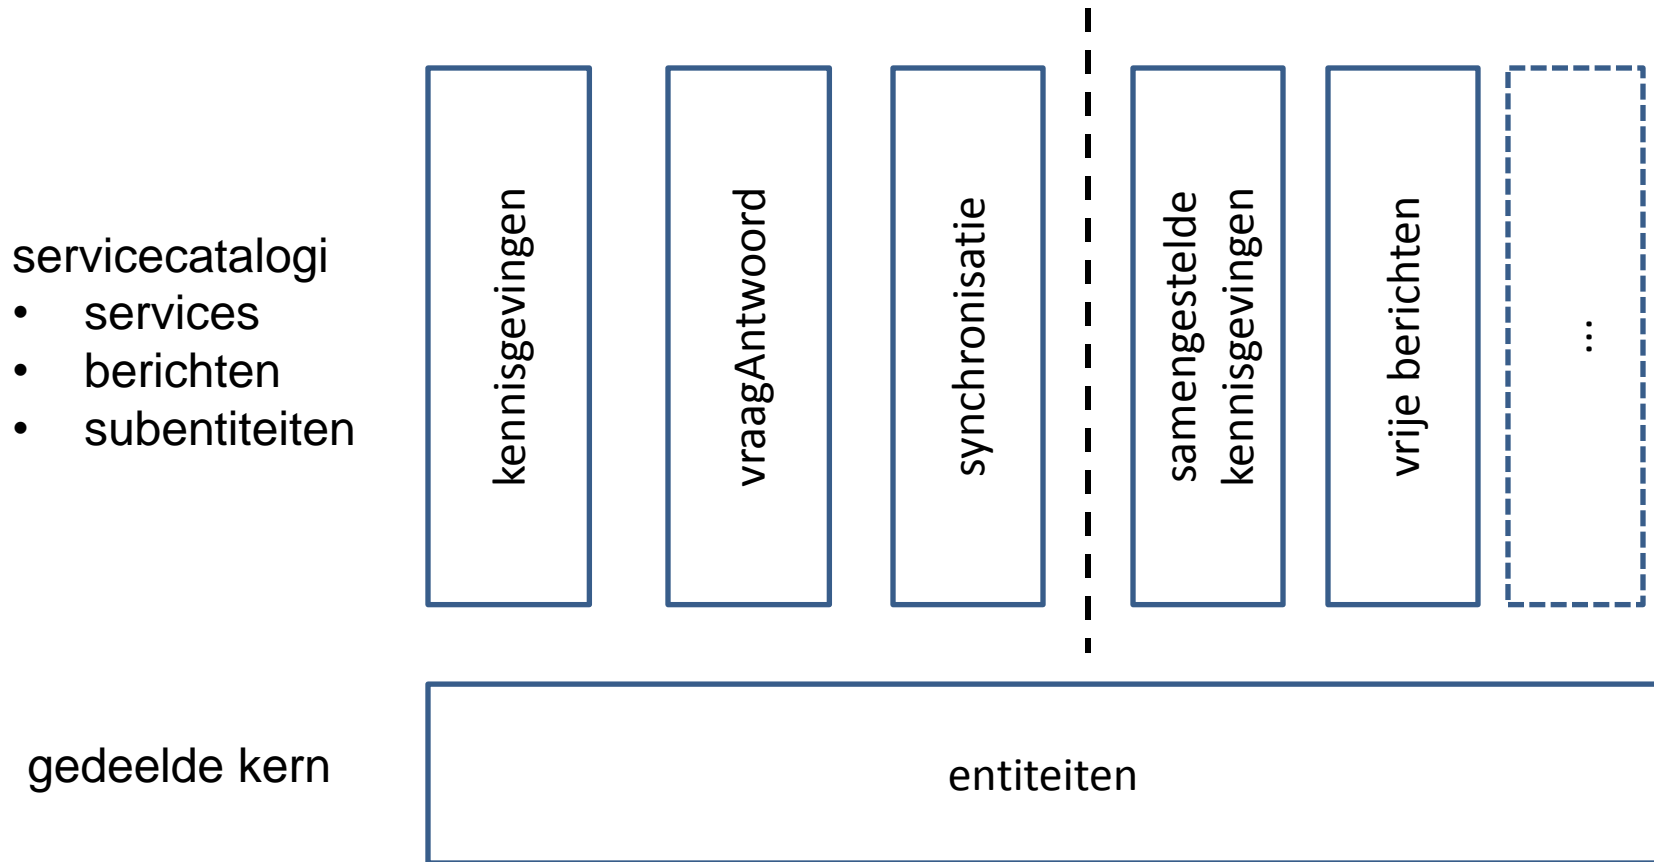 servicecatalogi
• services
• berichten
• subentiteiten
kennisgevingen
vraagAntwoord
synchronisatie
samengestelde
kennisgevingen
vrije berichten
...
gedeelde kern
entiteiten